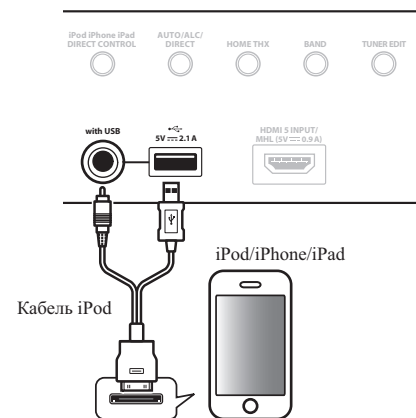 iPod iPhone iPad
DIRECT CONTROL
AUTO/ALC/
DIRECT
HOME THX
BAND
TUNER EDIT
with USB
5V ⎓ 2.1 A
HDMI 5 INPUT/
MHL (5V ⎓ 0.9 A)
iPod/iPhone/iPad
Кабель iPod